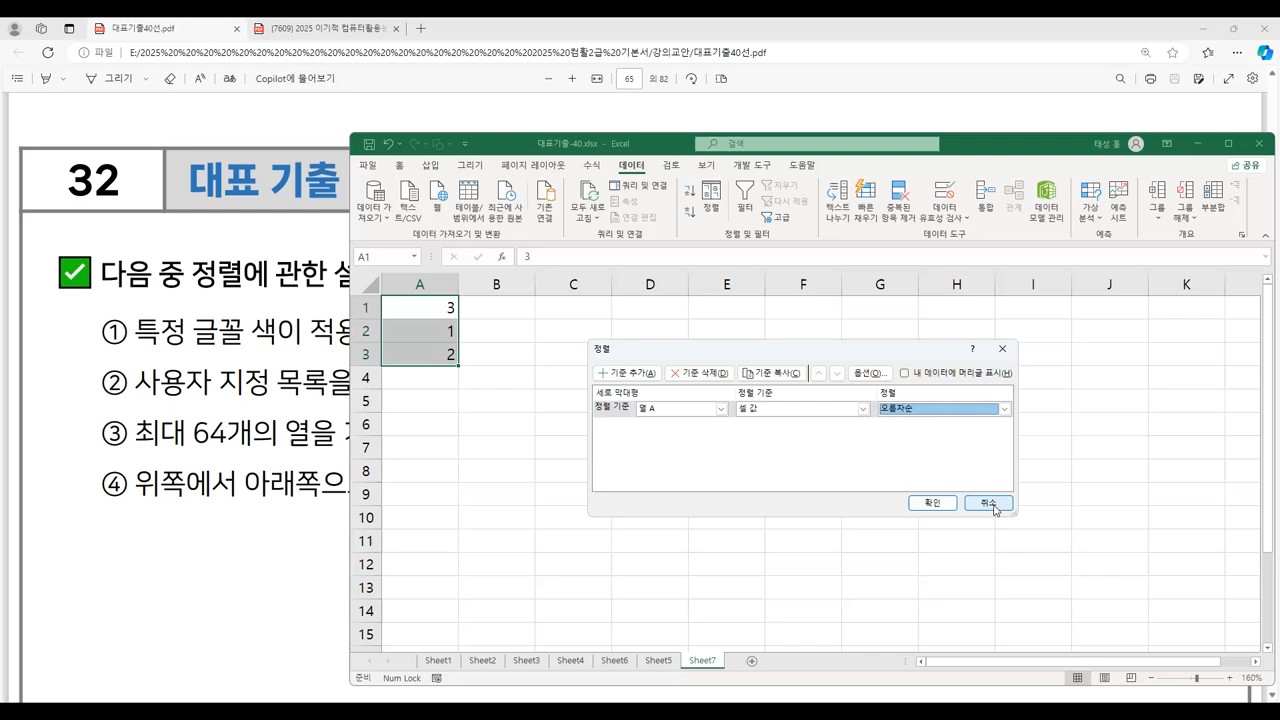 대표기출40선.pdf
(7609) 2025 이기적 컴퓨터활용능
파일
E:/2025%20%20%20%20%20%20%20%20%20%20%20%20%202025%20컴활2급%20기본서/강의교안/대표기출40선.pdf
그리기
Copilot에 물어보기
65
의 82
32
대표 기출
다음 중 정렬에 관한 설
① 특정 글꼴 색이 적용
② 사용자 지정 목록을
③ 최대 64개의 열을 기
④ 위쪽에서 아래쪽으
대표기출-40.xlsx - Excel
검색
태성 홍
파일 홈 삽입 그리기 페이지 레이아웃 수식 데이터 검토 보기 개발 도구 도움말
공유
데이터 가져오기
텍스트/CSV
웹
테이블/범위에서
최근에 사용한 원본
기존 연결
데이터 가져오기 및 변환
모두 새로 고침
쿼리 및 연결
속성
연결 편집
쿼리 및 연결
정렬
필터
지우기
다시 적용
고급
정렬 및 필터
텍스트 나누기
빠른 채우기
중복된 항목 제거
데이터 유효성 검사
통합
관계
데이터 모델 관리
데이터 도구
가상 분석
예측 시트
예측
그룹
그룹 해제
부분합
개요
A1
fx
3
A B C D E F G H I J K
1 3
2 1
3 2
4
5
6
7
8
9
10
11
12
13
14
15
정렬
?
기준 추가(A)
기준 삭제(D)
기준 복사(C)
옵션(O)...
내 데이터에 머리글 표시(H)
세로 막대형 정렬 기준 정렬
정렬 기준 열 A 셀 값 오름차순
확인
취소
Sheet1 Sheet2 Sheet3 Sheet4 Sheet6 Sheet5 Sheet7
준비
Num Lock
160%